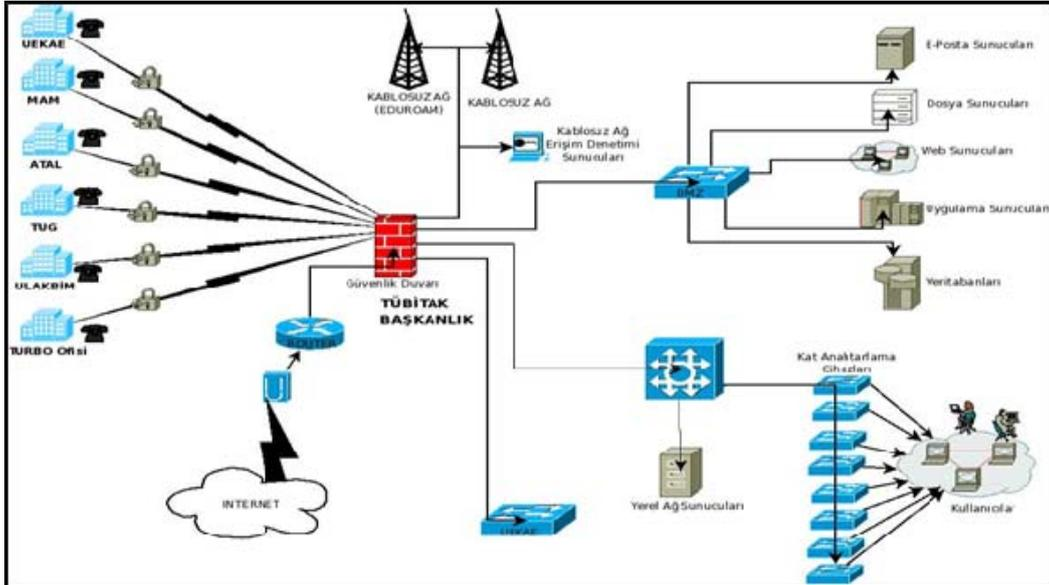 UEKAE
MAM
ATAL
TUG
ULAKBİM
TURBO Ofisi
KABLOSUZ AĞ
(EDUROAM)
KABLOSUZ AĞ
Kablosuz Ağ
Erişim Denetimi
Sunucuları
Güvenlik Duvarı
TÜBİTAK
BAŞKANLIK
ROUTER
INTERNET
DMZ
E-Posta Sunucuları
Dosya Sunucuları
Web Sunucuları
Uygulama Sunucuları
Veritabanları
Kat Anahtarlama
Cihazları
Yerel Ağ Sunucuları
Kullanıcılar
UEKAE